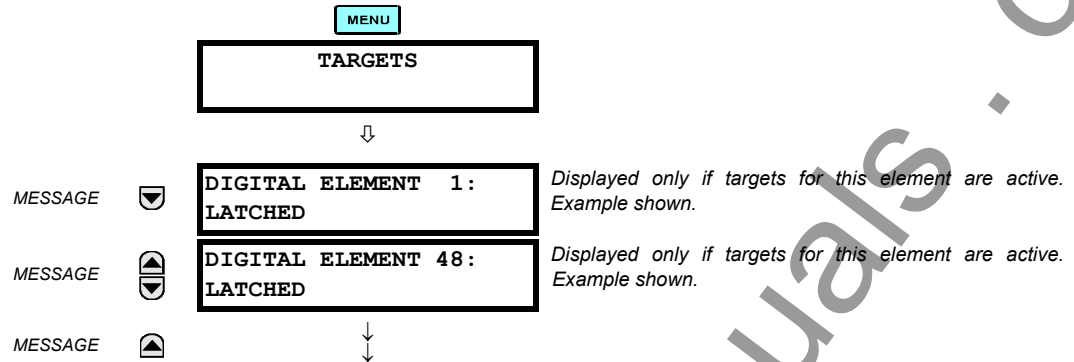 MENU
TARGETS
MESSAGE
DIGITAL ELEMENT 1:
LATCHED
Displayed only if targets for this element are active.
Example shown.
MESSAGE
DIGITAL ELEMENT 48:
LATCHED
Displayed only if targets for this element are active.
Example shown.
MESSAGE
uals .